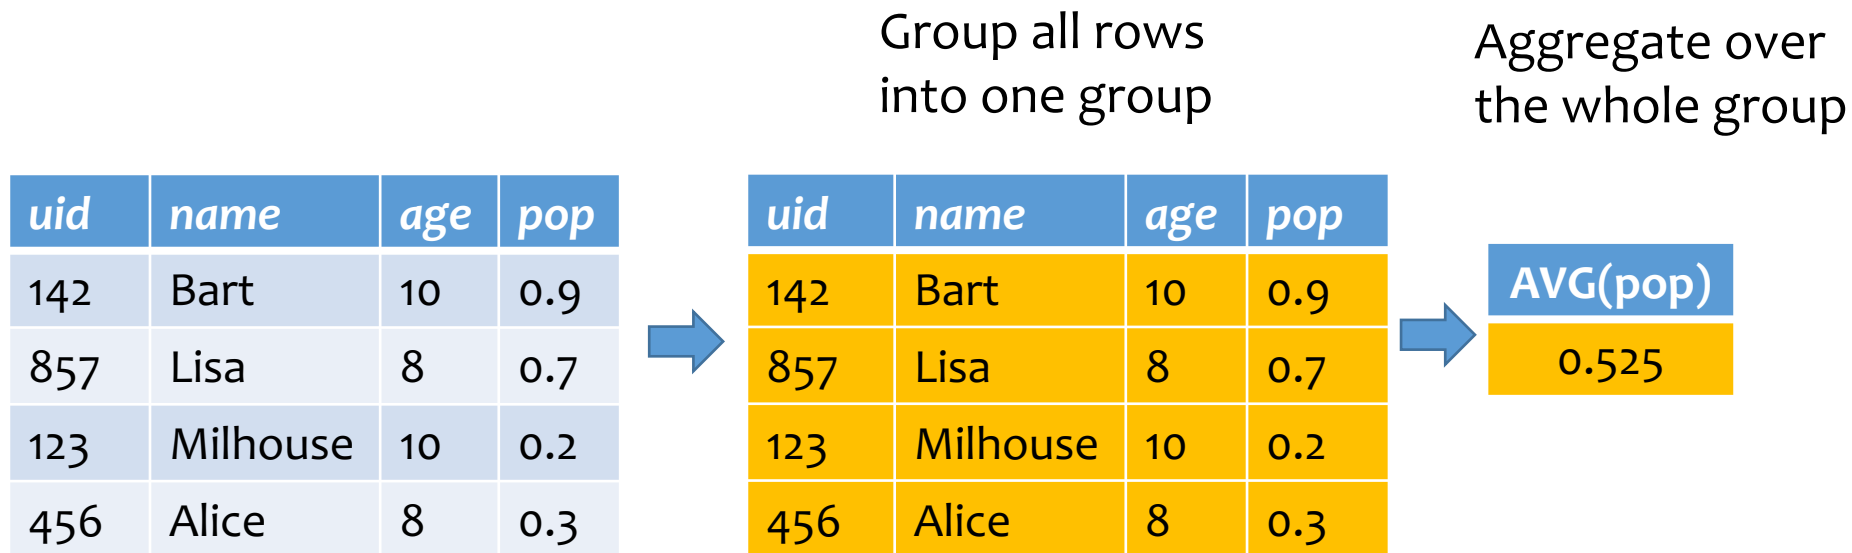 Group all rows
into one group
Aggregate over
the whole group
uid name age pop
142 Bart 10 0.9
857 Lisa 8 0.7
123 Milhouse 10 0.2
456 Alice 8 0.3
uid name age pop
142 Bart 10 0.9
857 Lisa 8 0.7
123 Milhouse 10 0.2
456 Alice 8 0.3
AVG(pop)
0.525